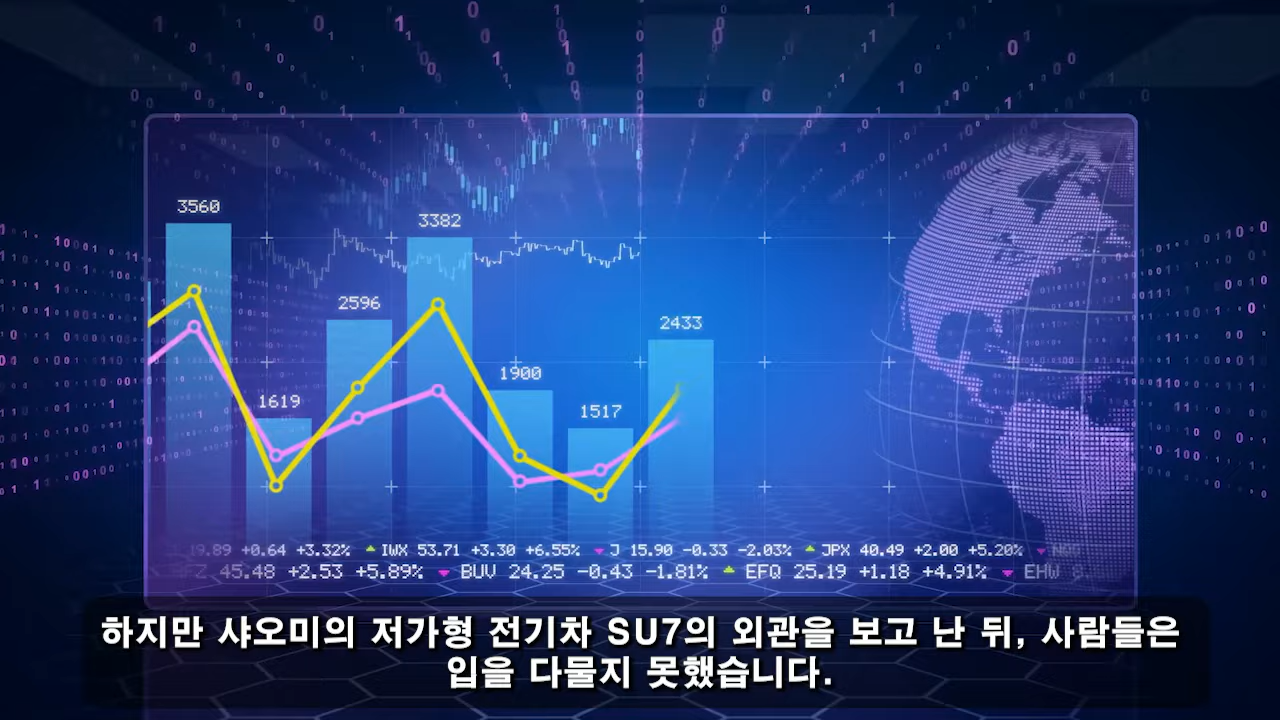 3560
3382
2596
2433
1900
1619
1517
19.89 +0.64 +3.32% IWX 53.71 +3.30 +6.55% J 15.90 -0.33 -2.03% JPX 40.49 +2.00 +5.20%
45.48 +2.53 +5.89% BUV 24.25 -0.43 -1.81% EFQ 25.19 +1.18 +4.91% EHW
하지만 샤오미의 저가형 전기차 SU7의 외관을 보고 난 뒤, 사람들은
입을 다물지 못했습니다.